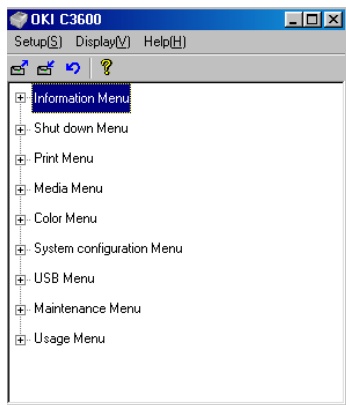 OKI C3600
Setup(S) Display(V) Help(H)
Information Menu
Shut down Menu
Print Menu
Media Menu
Color Menu
System configuration Menu
USB Menu
Maintenance Menu
Usage Menu